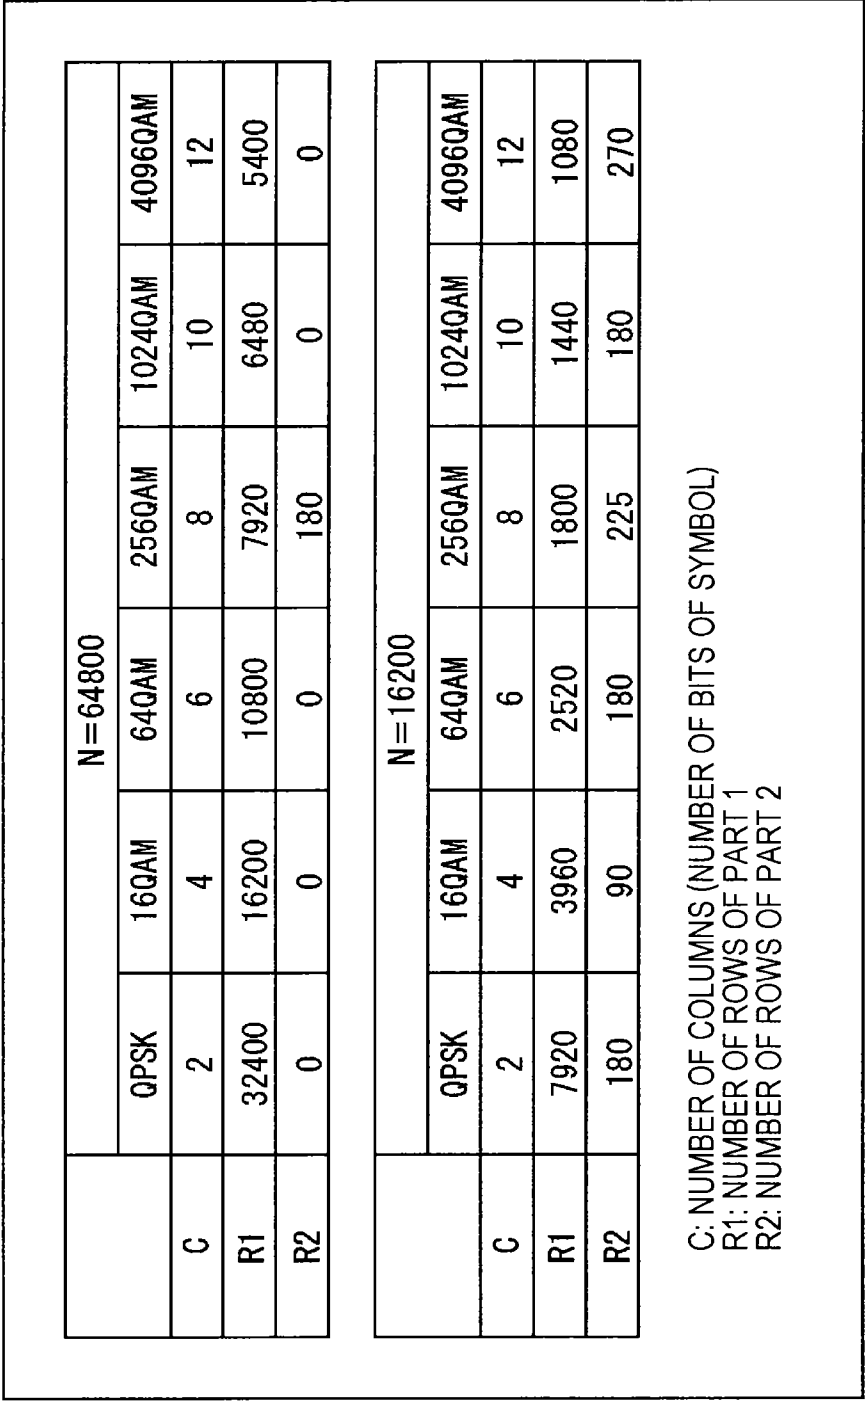 N=64800
QPSK 16QAM 64QAM 256QAM 1024QAM 4096QAM
C 2 4 6 8 10 12
R1 32400 16200 10800 7920 6480 5400
R2 0 0 0 180 0 0
N=16200
QPSK 16QAM 64QAM 256QAM 1024QAM 4096QAM
C 2 4 6 8 10 12
R1 7920 3960 2520 1800 1440 1080
R2 180 90 180 225 180 270
C: NUMBER OF COLUMNS (NUMBER OF BITS OF SYMBOL)
R1: NUMBER OF ROWS OF PART 1
R2: NUMBER OF ROWS OF PART 2